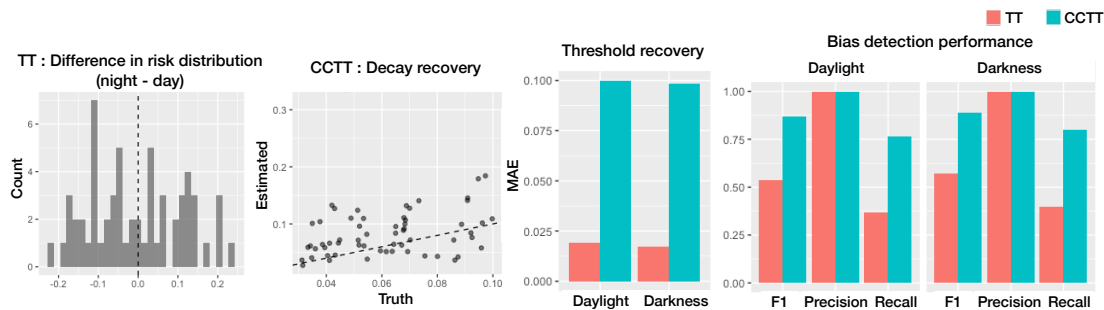 TT CCTT
TT : Difference in risk distribution
(night - day)
Count
6
4
2
0
-0.2 -0.1 0.0 0.1 0.2
CCTT : Decay recovery
Estimated
0.3
0.2
0.1
0.04 0.06 0.08 0.10
Truth
Threshold recovery
MAE
0.100
0.075
0.050
0.025
0.000
Daylight Darkness
Bias detection performance
Daylight Darkness
1.00
0.75
0.50
0.25
0.00
F1 Precision Recall F1 Precision Recall